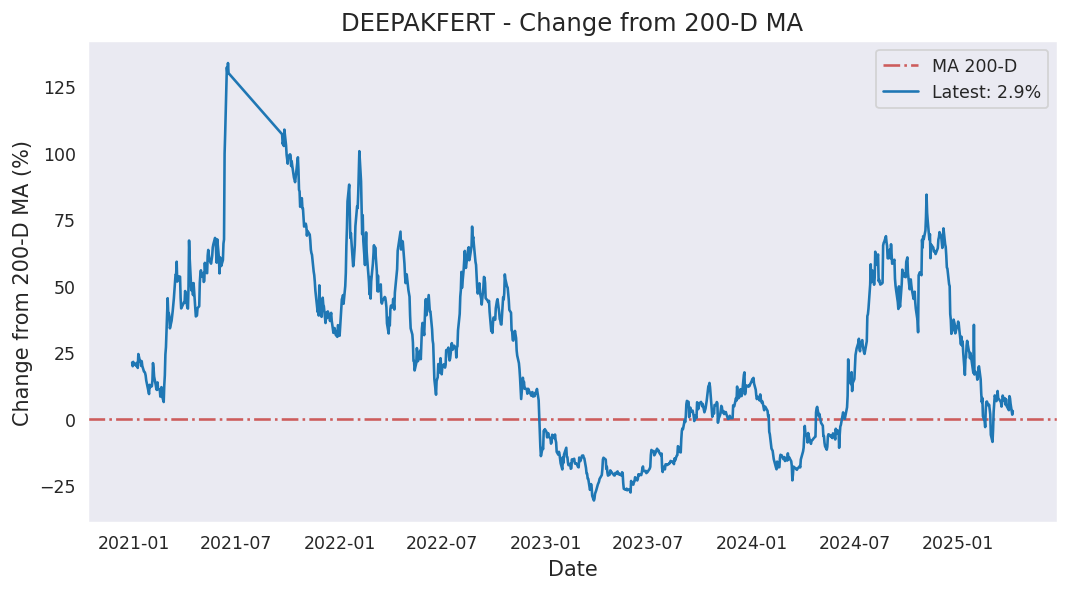 DEEPAKFERT - Change from 200-D MA
MA 200-D
Latest: 2.9%
Change from 200-D MA (%)
125
100
75
50
25
0
−25
2021-01 2021-07 2022-01 2022-07 2023-01 2023-07 2024-01 2024-07 2025-01
Date